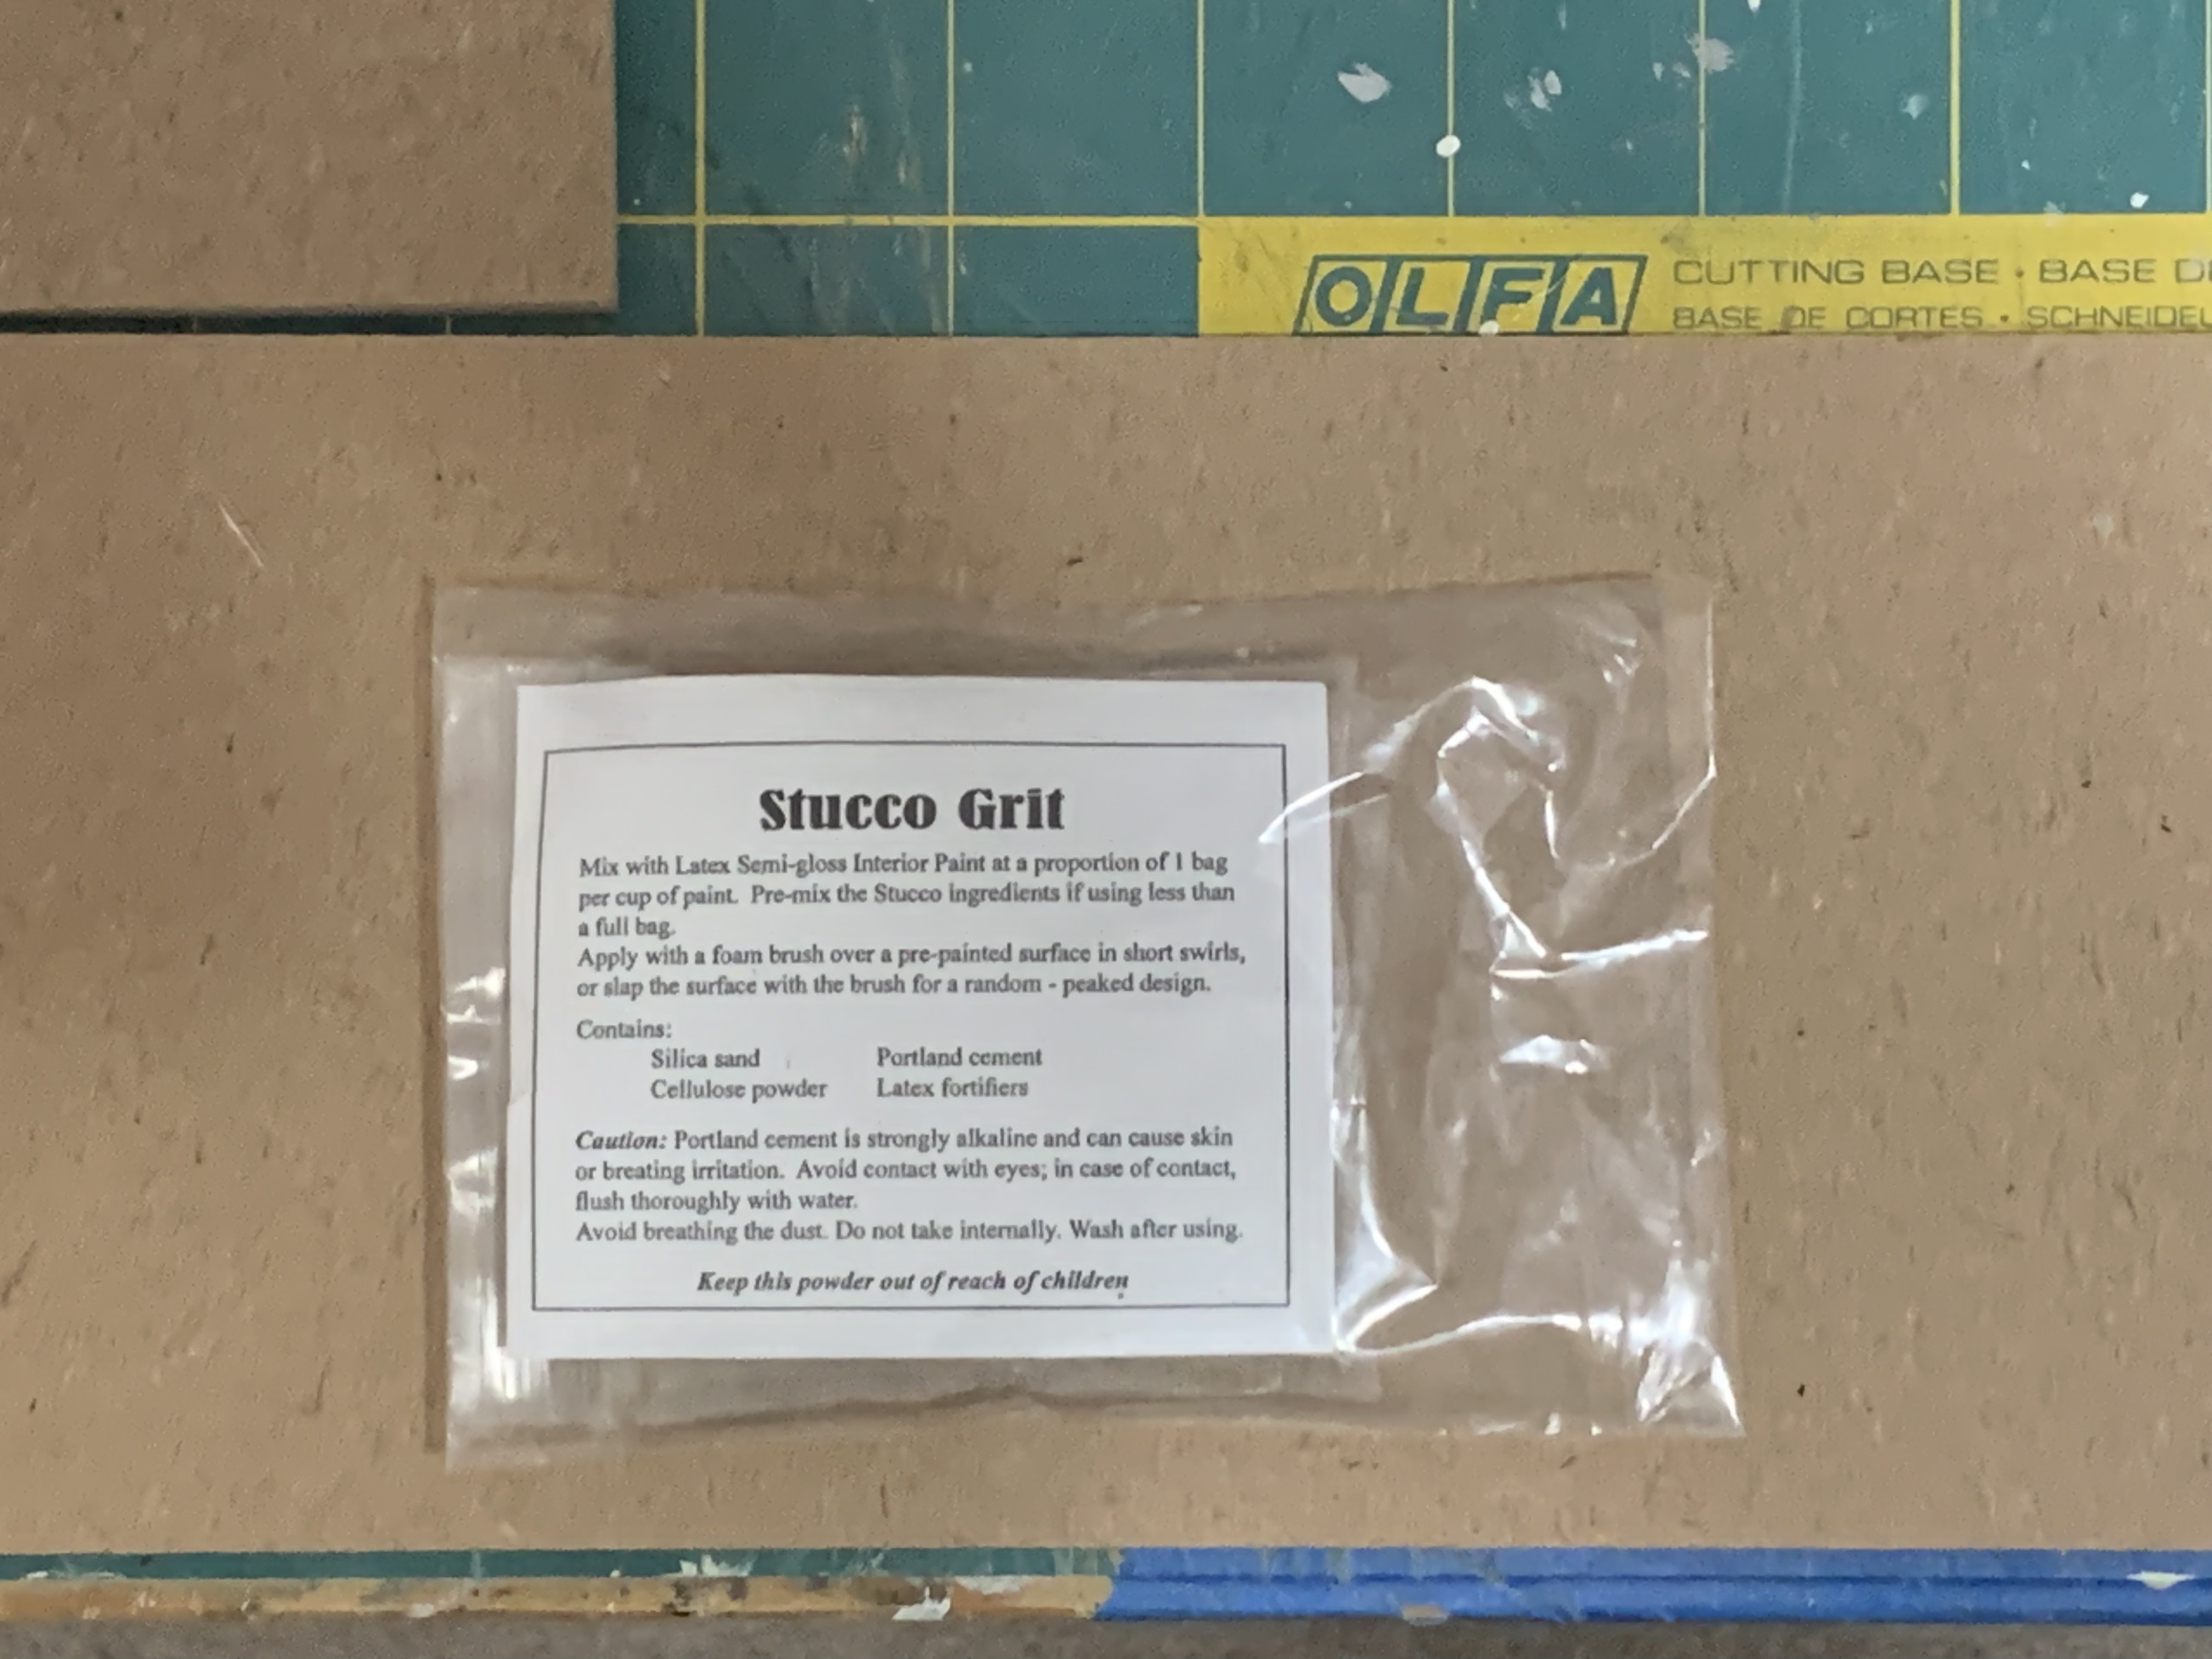 OLFA
CUTTING BASE · BASE
BASE DE CORTES · 
Stucco Grit
Mix with Latex Semi-gloss Interior Paint at a proportion of 1 bag
per cup of paint. Pre-mix the Stucco ingredients if using less than
a full bag.
Apply with a foam brush over a pre-painted surface in short swirls,
or slap the surface with the brush for a random - peaked design.
Contains:
Silica sand Portland cement
Cellulose powder Latex fortifiers
Caution: Portland cement is strongly alkaline and can cause skin
or breating irritation. Avoid contact with eyes; in case of contact,
flush thoroughly with water.
Avoid breathing the dust. Do not take internally. Wash after using.
Keep this powder out of reach of children.